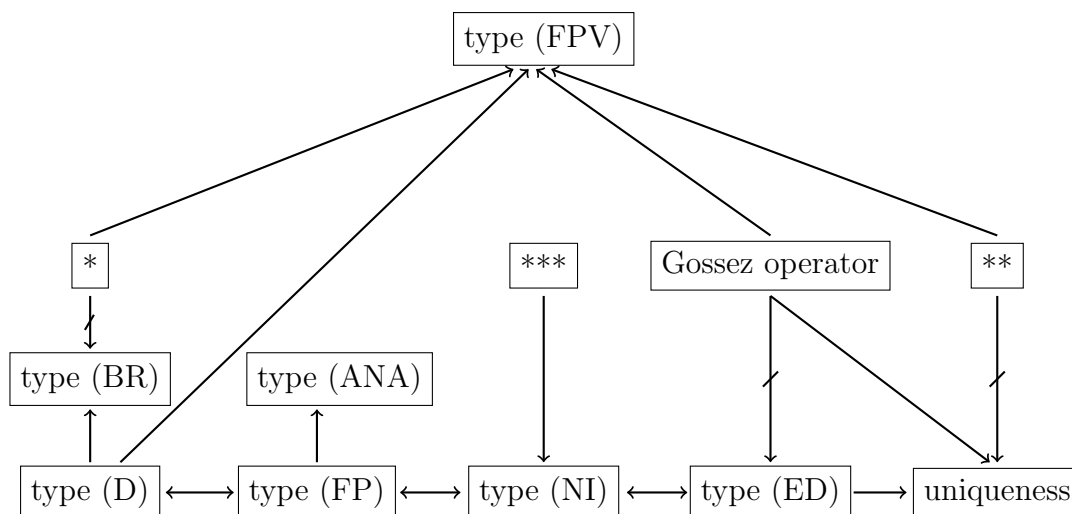 type (FPV)
*
***
Gossez operator
**
type (BR)
type (ANA)
type (D)
type (FP)
type (NI)
type (ED)
uniqueness